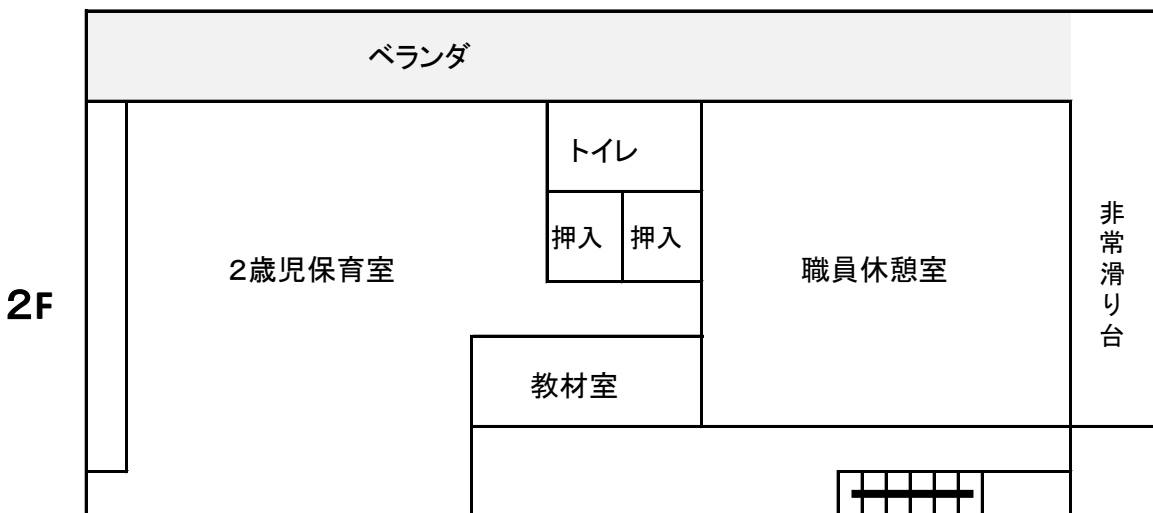 ベランダ
トイレ
押入 押入
2歳児保育室
職員休憩室
非常滑り台
2F
教材室